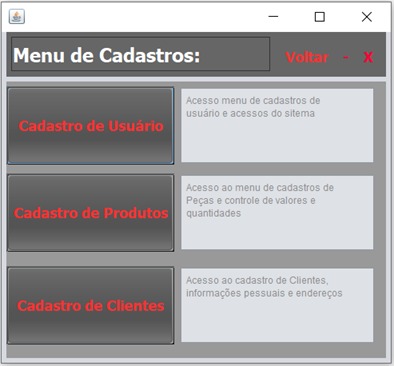 Menu de Cadastros:
Voltar - X
Cadastro de Usuário
Acesso menu de cadastros de
usuário e acessos do sitema
Cadastro de Produtos
Acesso ao menu de cadastros de
Peças e controle de valores e
quantidades
Cadastro de Clientes
Acesso ao cadastro de Clientes,
informações pessuais e endereços